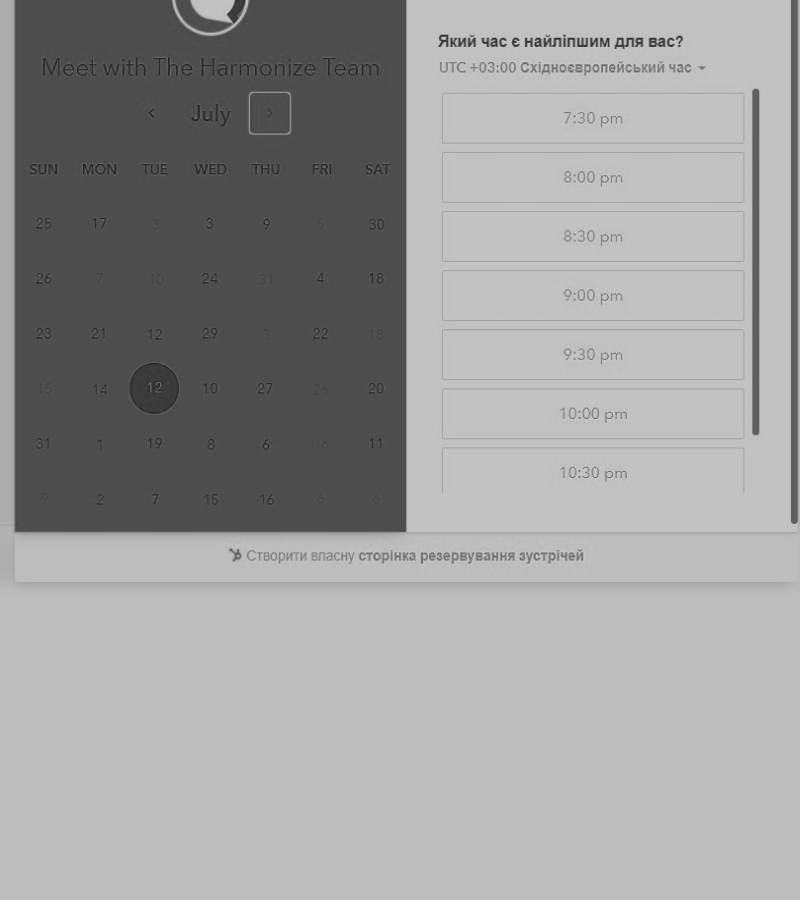 Meet with The Harmonize Team
July
SUN MON TUE WED THU FRI SAT
25 17 3 3 9 5 30
26 7 10 24 31 4 18
23 21 12 29 3 22 18
15 14 12 10 27 26 20
31 1 19 8 6 16 11
9 2 7 15 16 6 6
Який час є найліпшим для вас?
UTC +03:00 Східноєвропейський час
7:30 pm
8:00 pm
8:30 pm
9:00 pm
9:30 pm
10:00 pm
10:30 pm
Створити власну сторінка резервування зустрічей